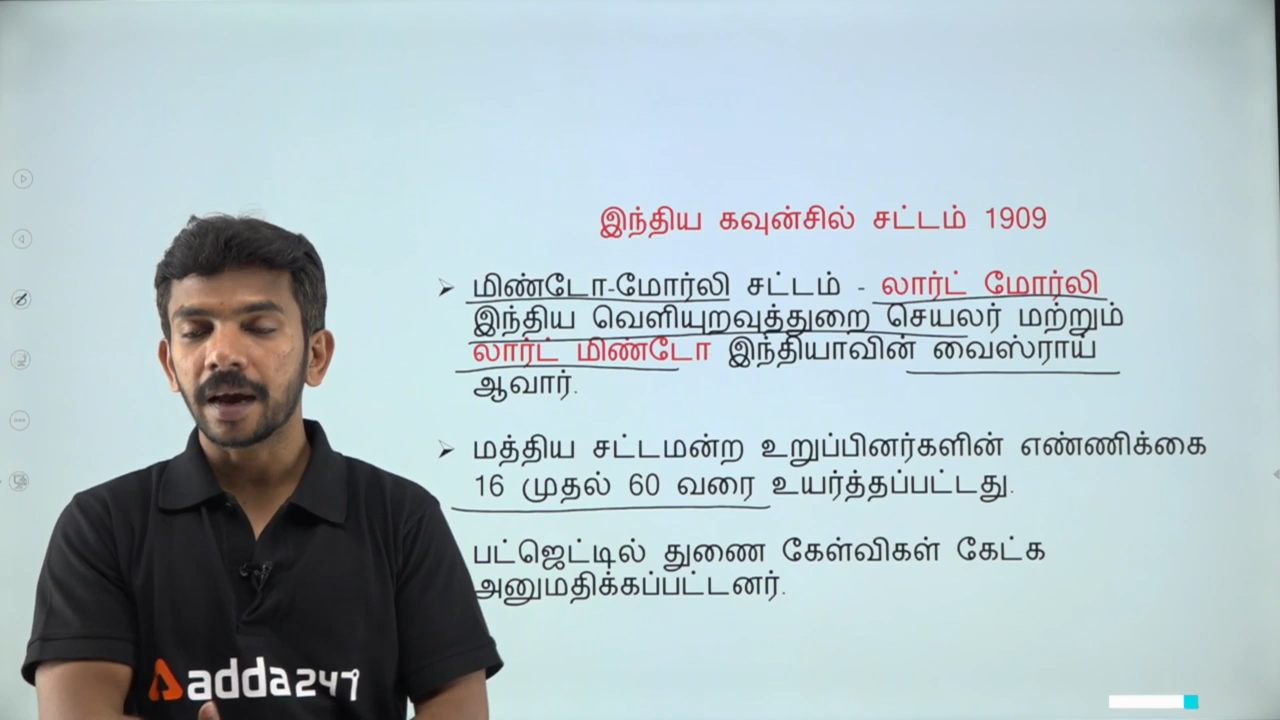 இந்திய கவுன்சில் சட்டம் 1909
மிண்டோ-மோர்லி சட்டம் - லார்ட் மோர்லி
இந்திய வெளியுறவுத்துறை செயலர் மற்றும்
லார்ட் மிண்டோ இந்தியாவின் வைஸ்ராய்
ஆவார்.
மத்திய சட்டமன்ற உறுப்பினர்களின் எண்ணிக்கை
16 முதல் 60 வரை உயர்த்தப்பட்டது.
பட்ஜெட்டில் துணை கேள்விகள் கேட்க
அனுமதிக்கப்பட்டனர்.
adda247